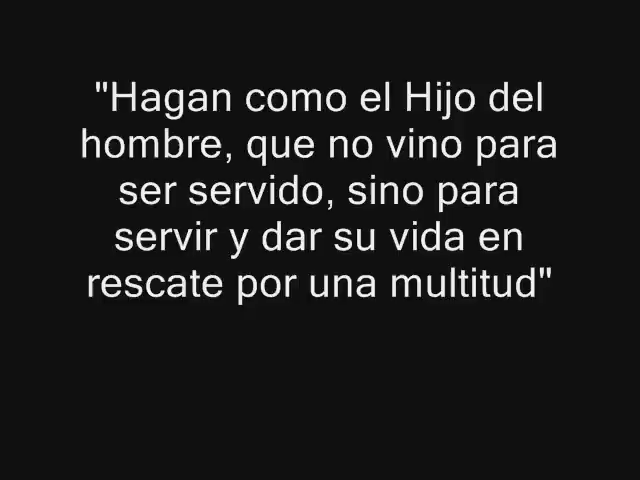 "Hagan como el Hijo del
hombre, que no vino para
ser servido, sino para
servir y dar su vida en
rescate por una multitud"